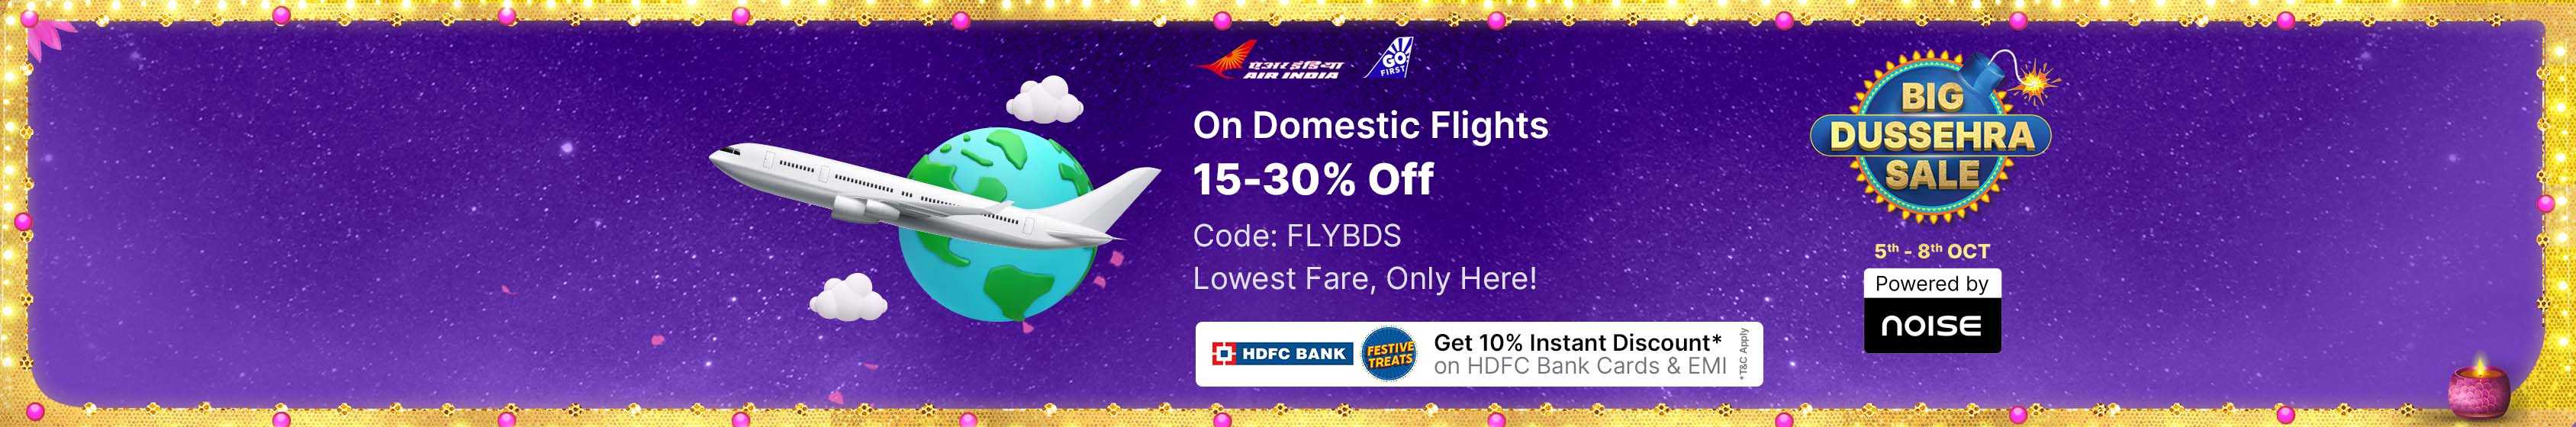 एअर इंडिया
AIR INDIA
GO
FIRST
On Domestic Flights
15-30% Off
Code: FLYBDS
Lowest Fare, Only Here!
HDFC BANK
FESTIVE
TREATS
Get 10% Instant Discount*
on HDFC Bank Cards & EMI
*T&C Apply
BIG
DUSSEHRA
SALE
5th - 8th OCT
Powered by
NOISE